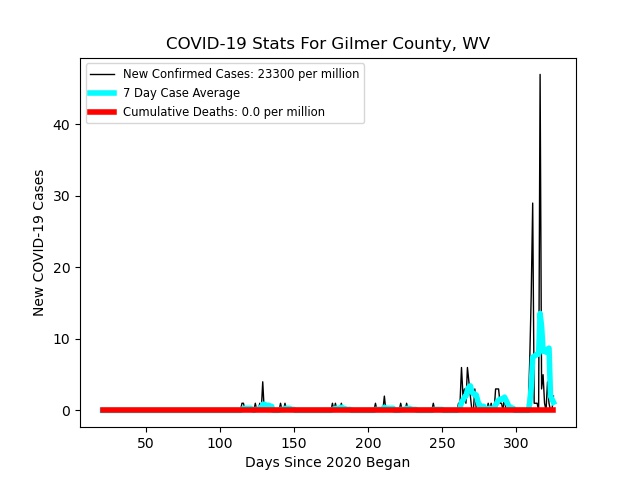 COVID-19 Stats For Gilmer County, WV
New Confirmed Cases: 23300 per million
7 Day Case Average
Cumulative Deaths: 0.0 per million
New COVID-19 Cases
40
30
20
10
0
50 100 150 200 250 300
Days Since 2020 Began